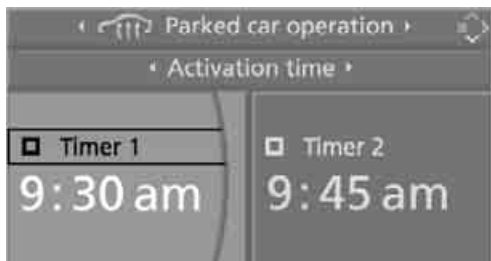 Parked car operation
Activation time
Timer 1
Timer 2
9:30 am
9:45 am